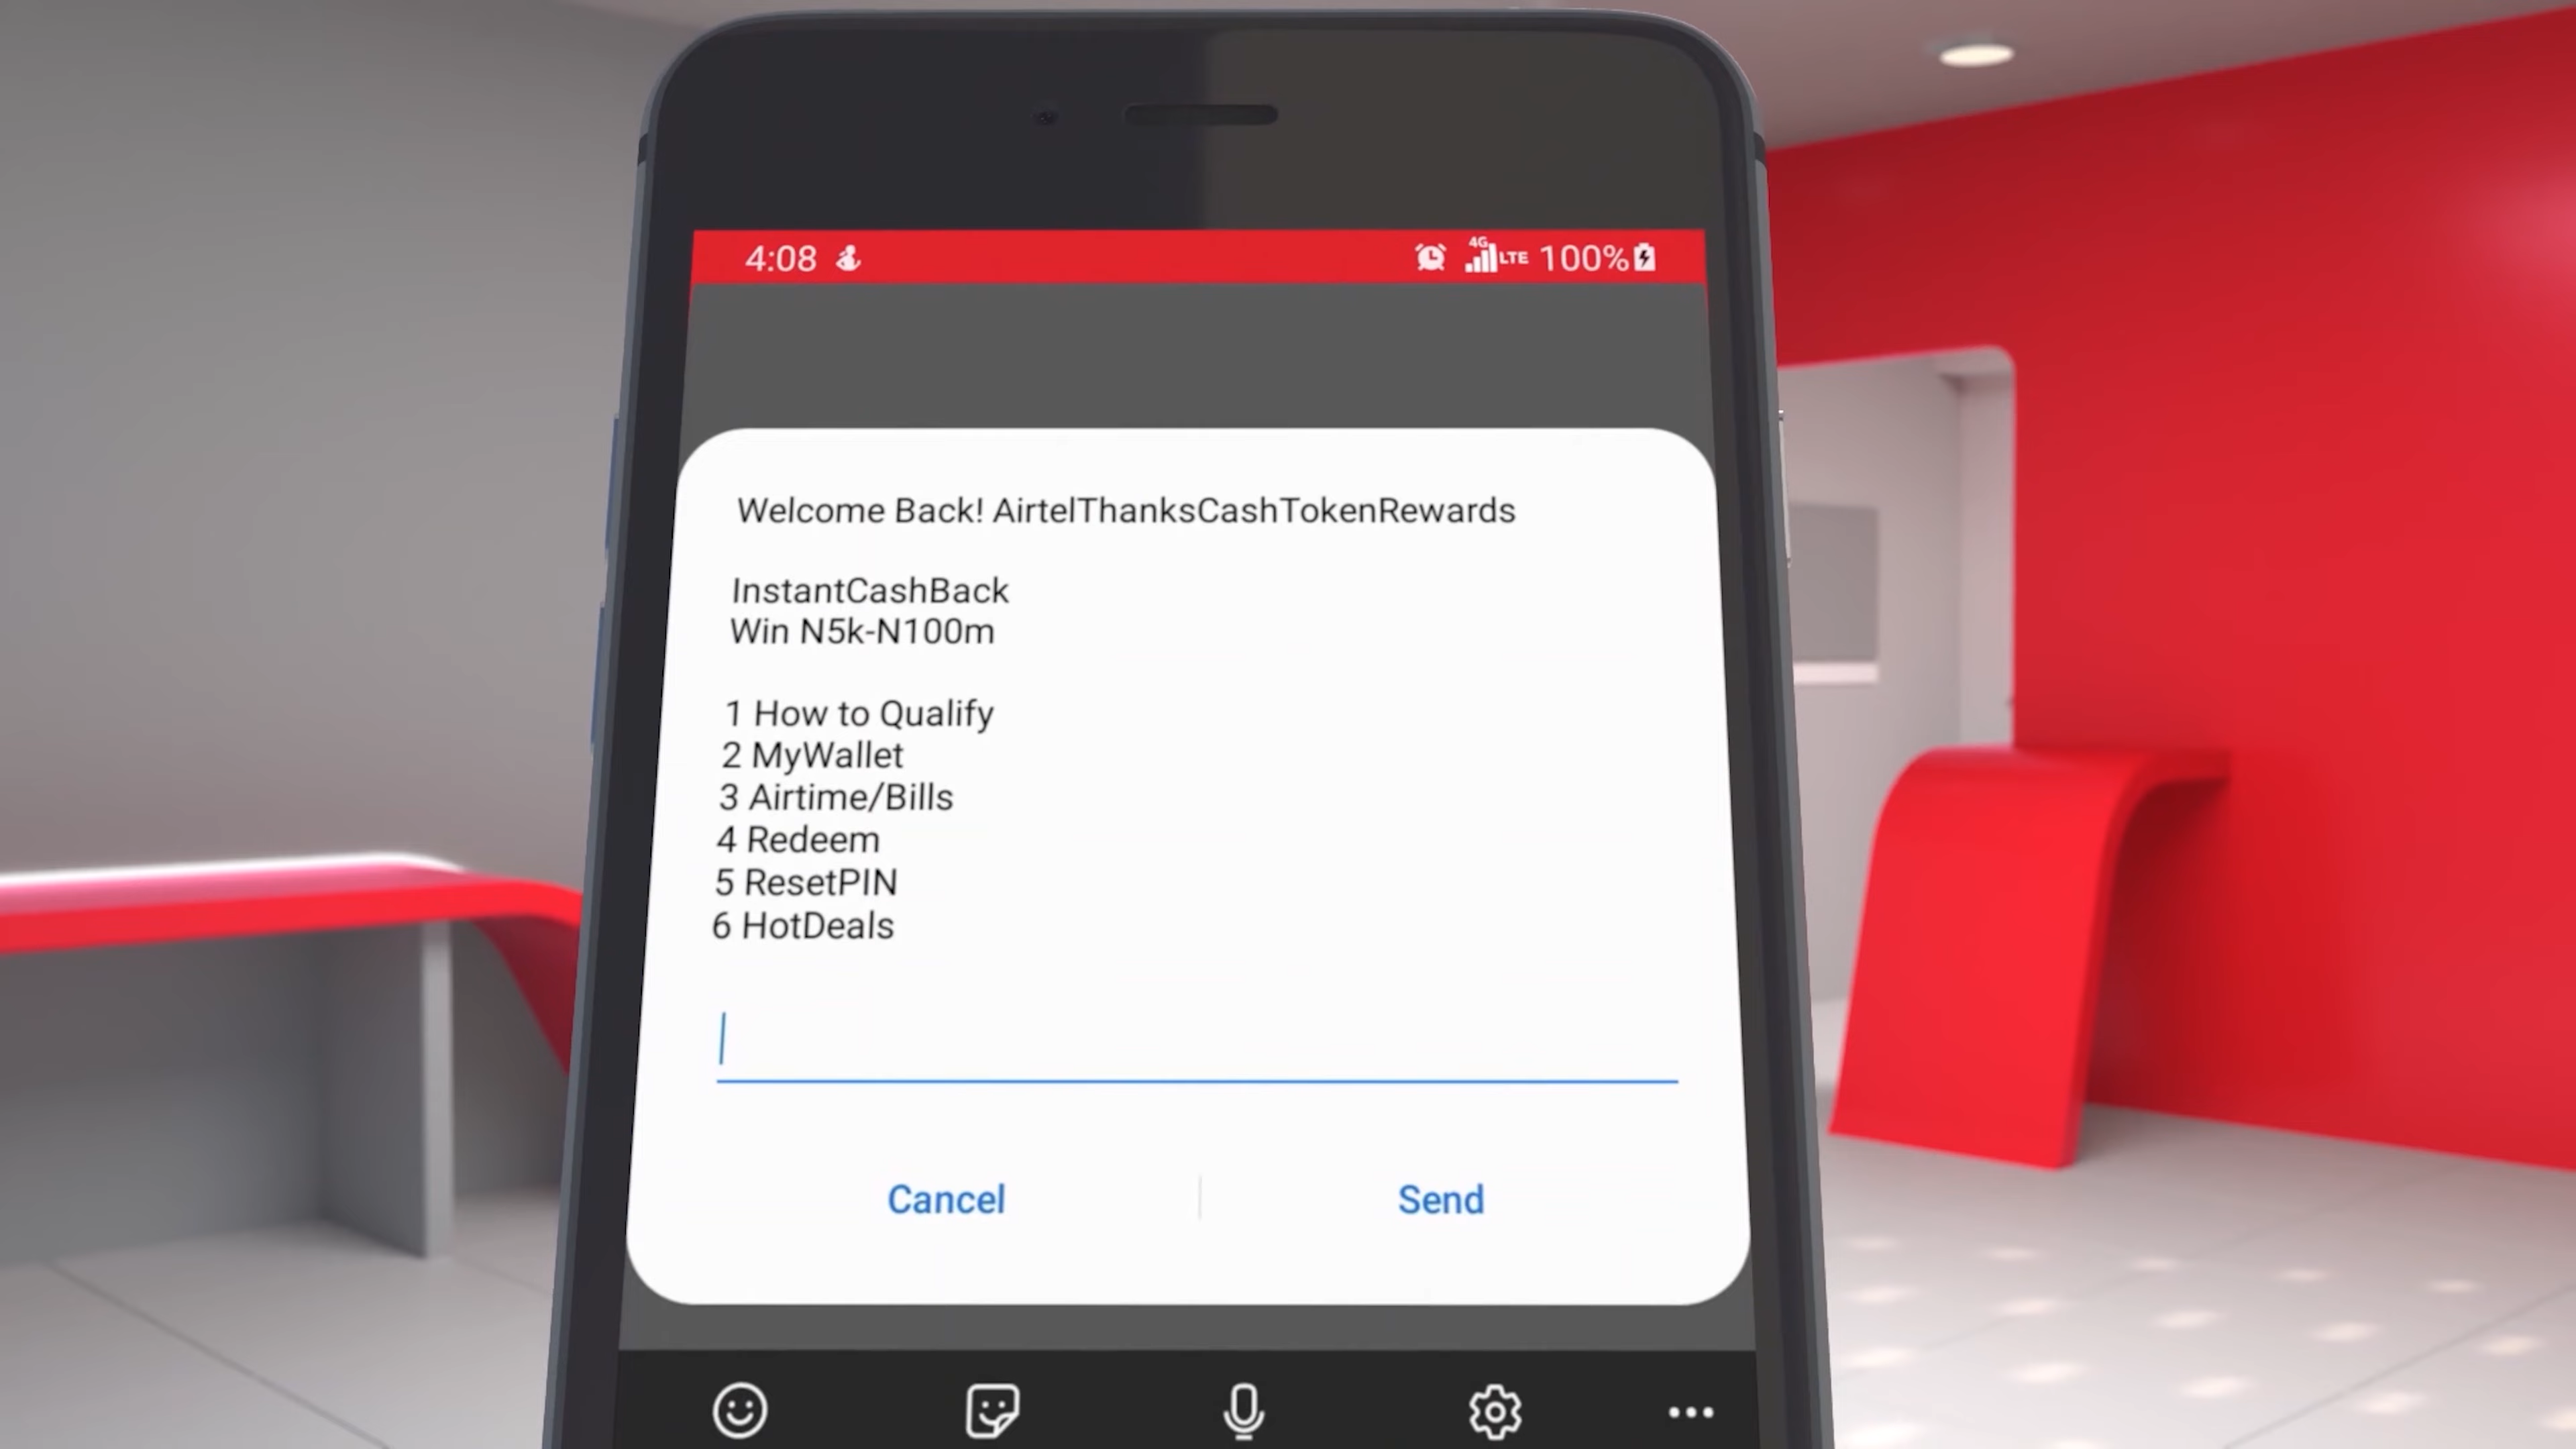 4:08
4G
LTE 100%
Welcome Back! AirtelThanksCashTokenRewards
InstantCashBack
Win N5k-N100m
1 How to Qualify
2 MyWallet
3 Airtime/Bills
4 Redeem
5 ResetPIN
6 HotDeals
Cancel
Send